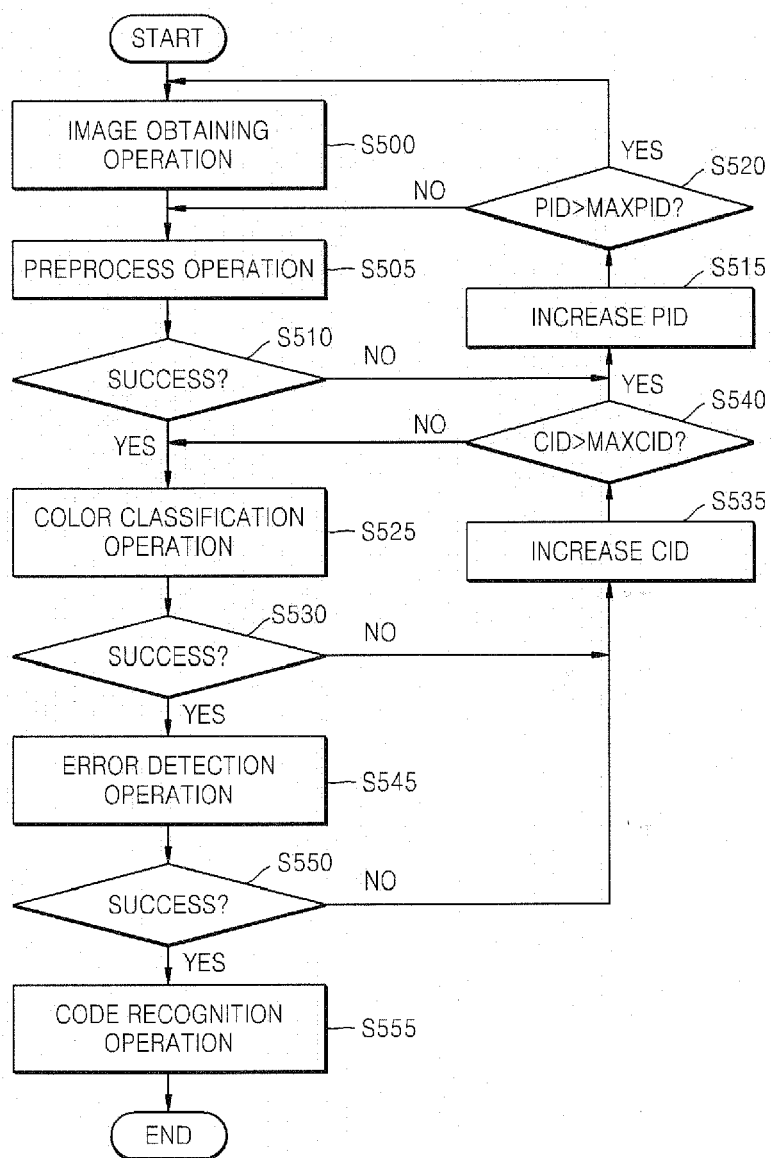 START
IMAGE OBTAINING
OPERATION
S500
YES
S520
NO
PID>MAXPID?
PREPROCESS OPERATION
S505
S515
INCREASE PID
S510
SUCCESS?
NO
YES
S540
YES
NO
CID>MAXCID?
COLOR CLASSIFICATION
OPERATION
S525
S535
INCREASE CID
S530
SUCCESS?
NO
YES
ERROR DETECTION
OPERATION
S545
S550
SUCCESS?
NO
YES
CODE RECOGNITION
OPERATION
S555
END